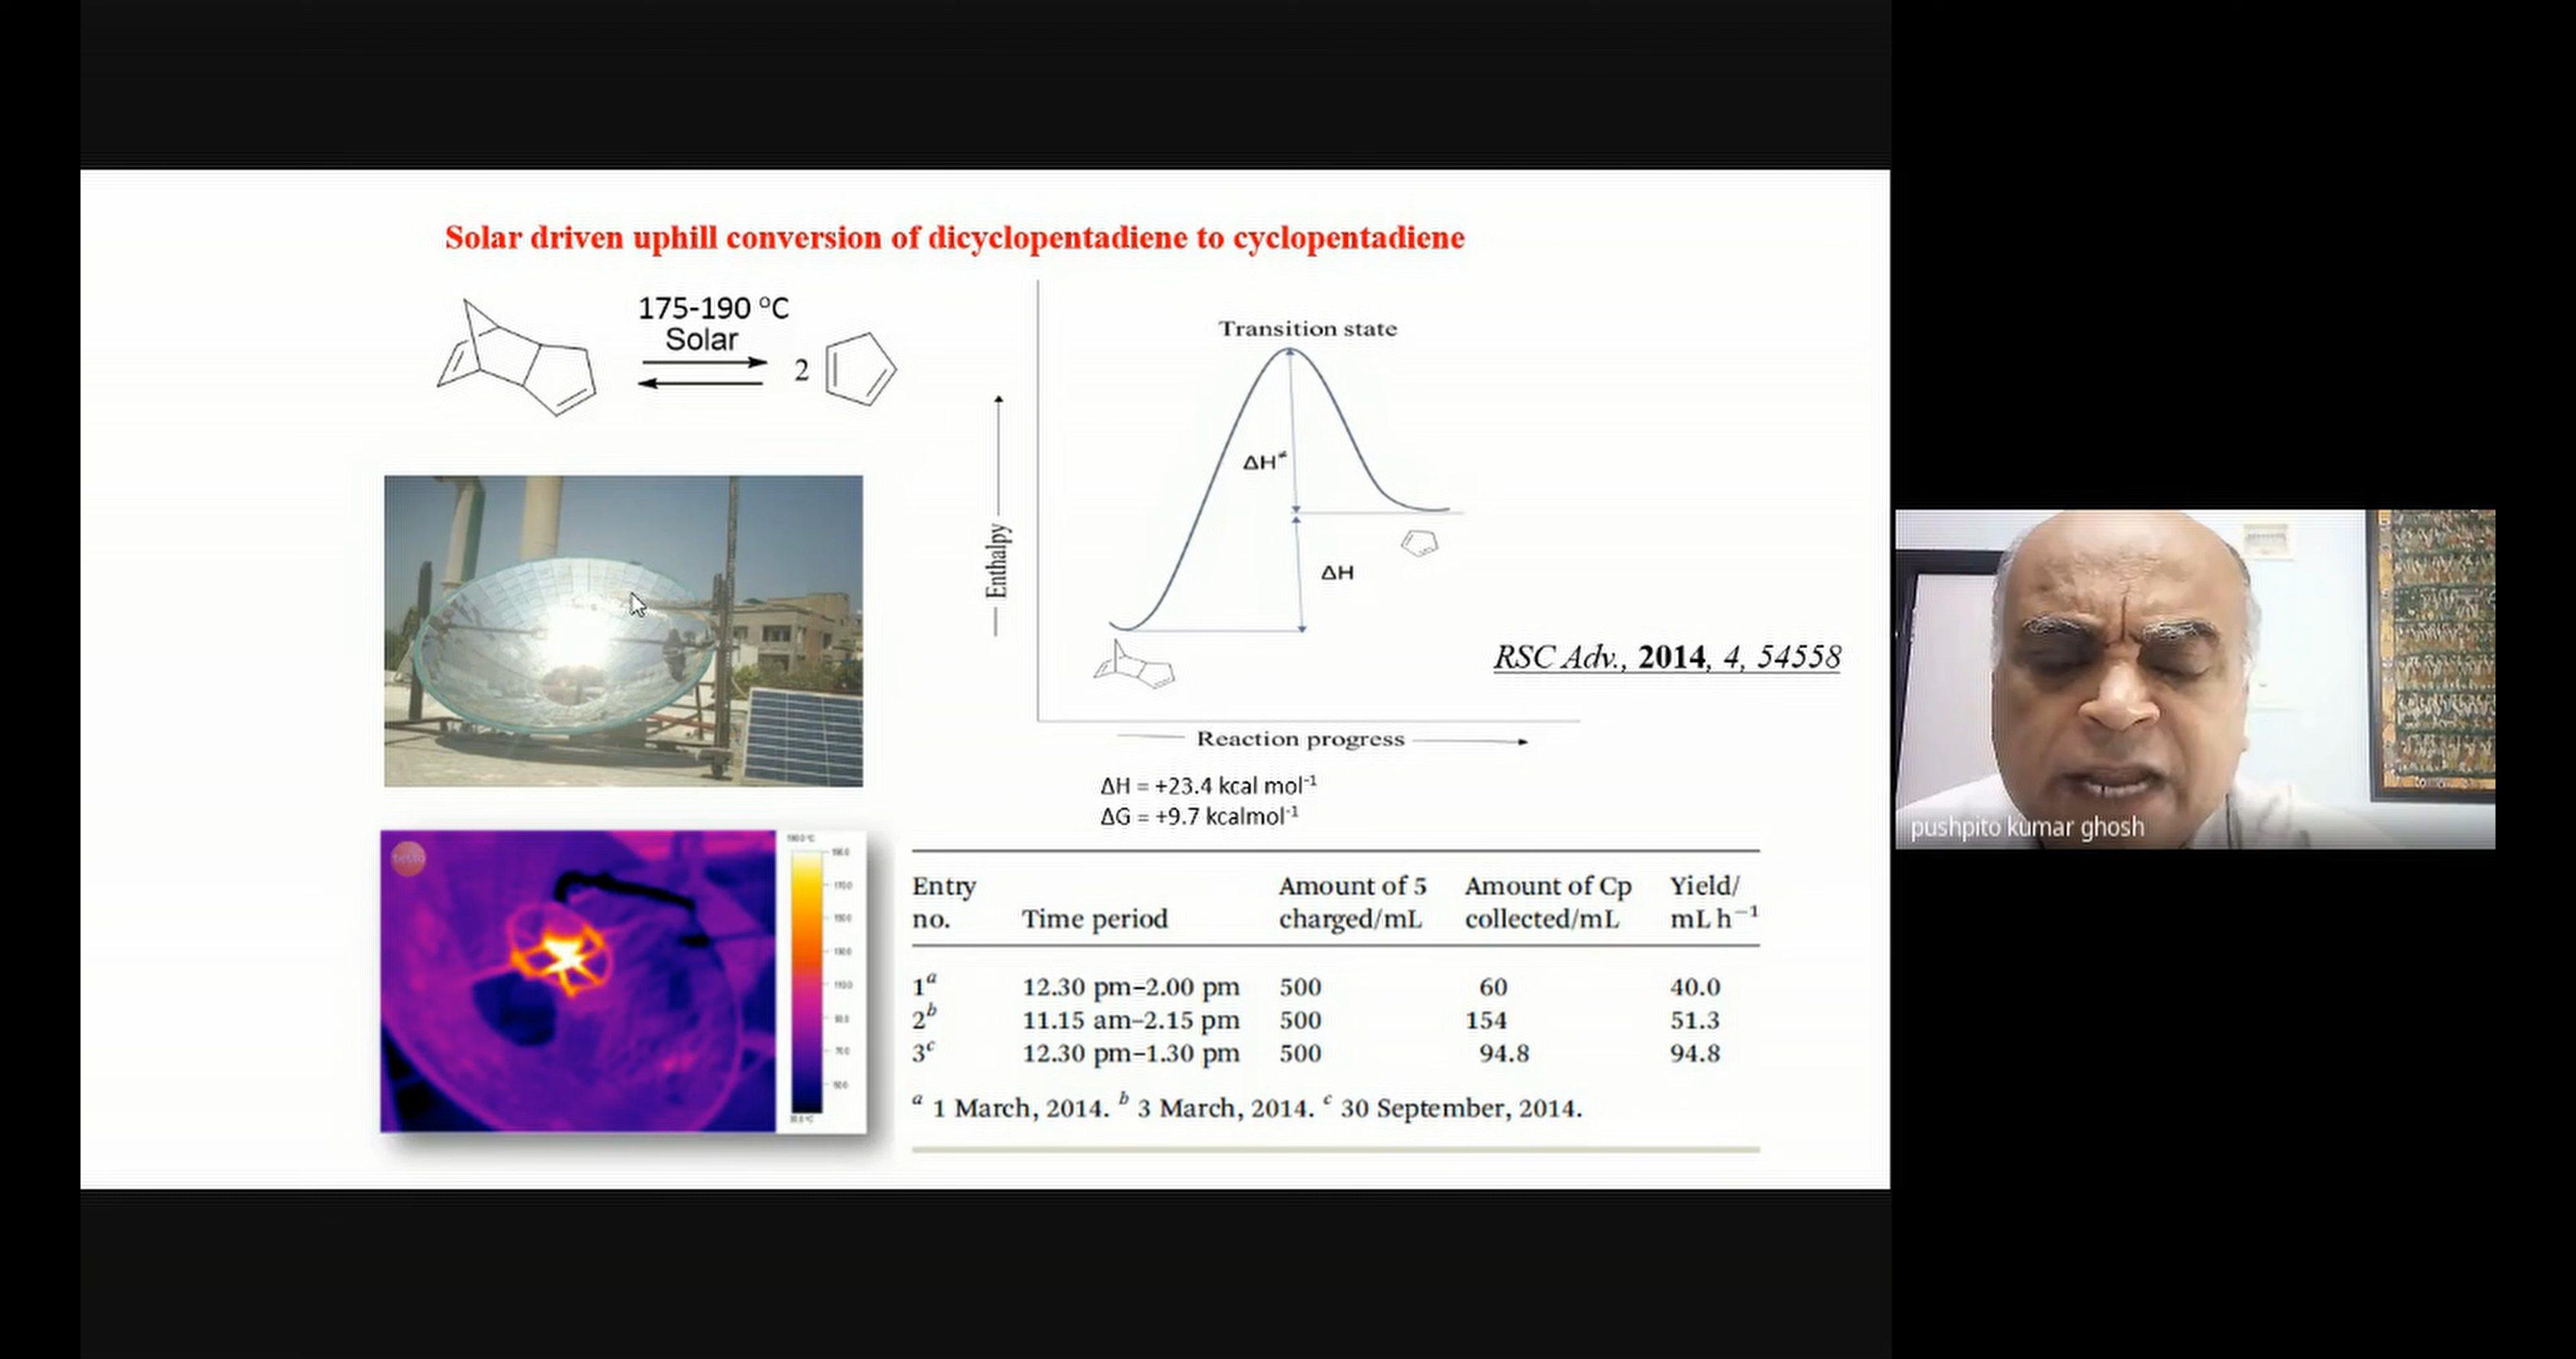 Solar driven uphill conversion of dicyclopentadiene to cyclopentadiene
175-190 °C
Solar
2
Transition state
ΔH≠
ΔH
Enthalpy
Reaction progress
RSC Adv., 2014, 4, 54558
ΔH = +23.4 kcal mol-1
ΔG = +9.7 kcalmol-1
testo
Entry no. Time period Amount of 5 charged/mL Amount of Cp collected/mL Yield/ mL h−1
1a 12.30 pm–2.00 pm 500 60 40.0
2b 11.15 am–2.15 pm 500 154 51.3
3c 12.30 pm–1.30 pm 500 94.8 94.8
a 1 March, 2014. b 3 March, 2014. c 30 September, 2014.
pushpito kumar ghosh